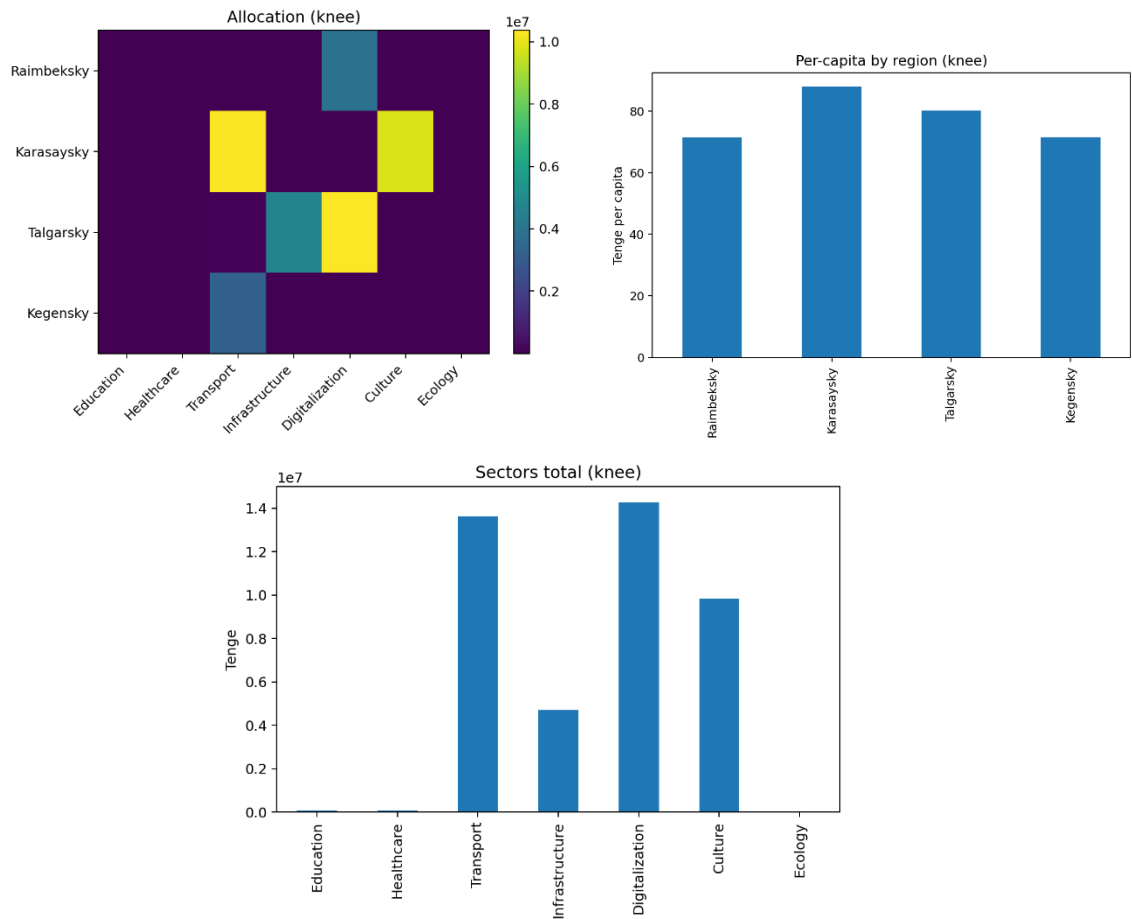 Allocation (knee)
1e7
Raimbeksky
Karasaysky
Talgarsky
Kegensky
1.0
0.8
0.6
0.4
0.2
Education
Healthcare
Transport
Infrastructure
Digitalization
Culture
Ecology
Per-capita by region (knee)
Tenge per capita
80
60
40
20
0
Raimbeksky
Karasaysky
Talgarsky
Kegensky
Sectors total (knee)
1e7
Tenge
1.4
1.2
1.0
0.8
0.6
0.4
0.2
0.0
Education
Healthcare
Transport
Infrastructure
Digitalization
Culture
Ecology